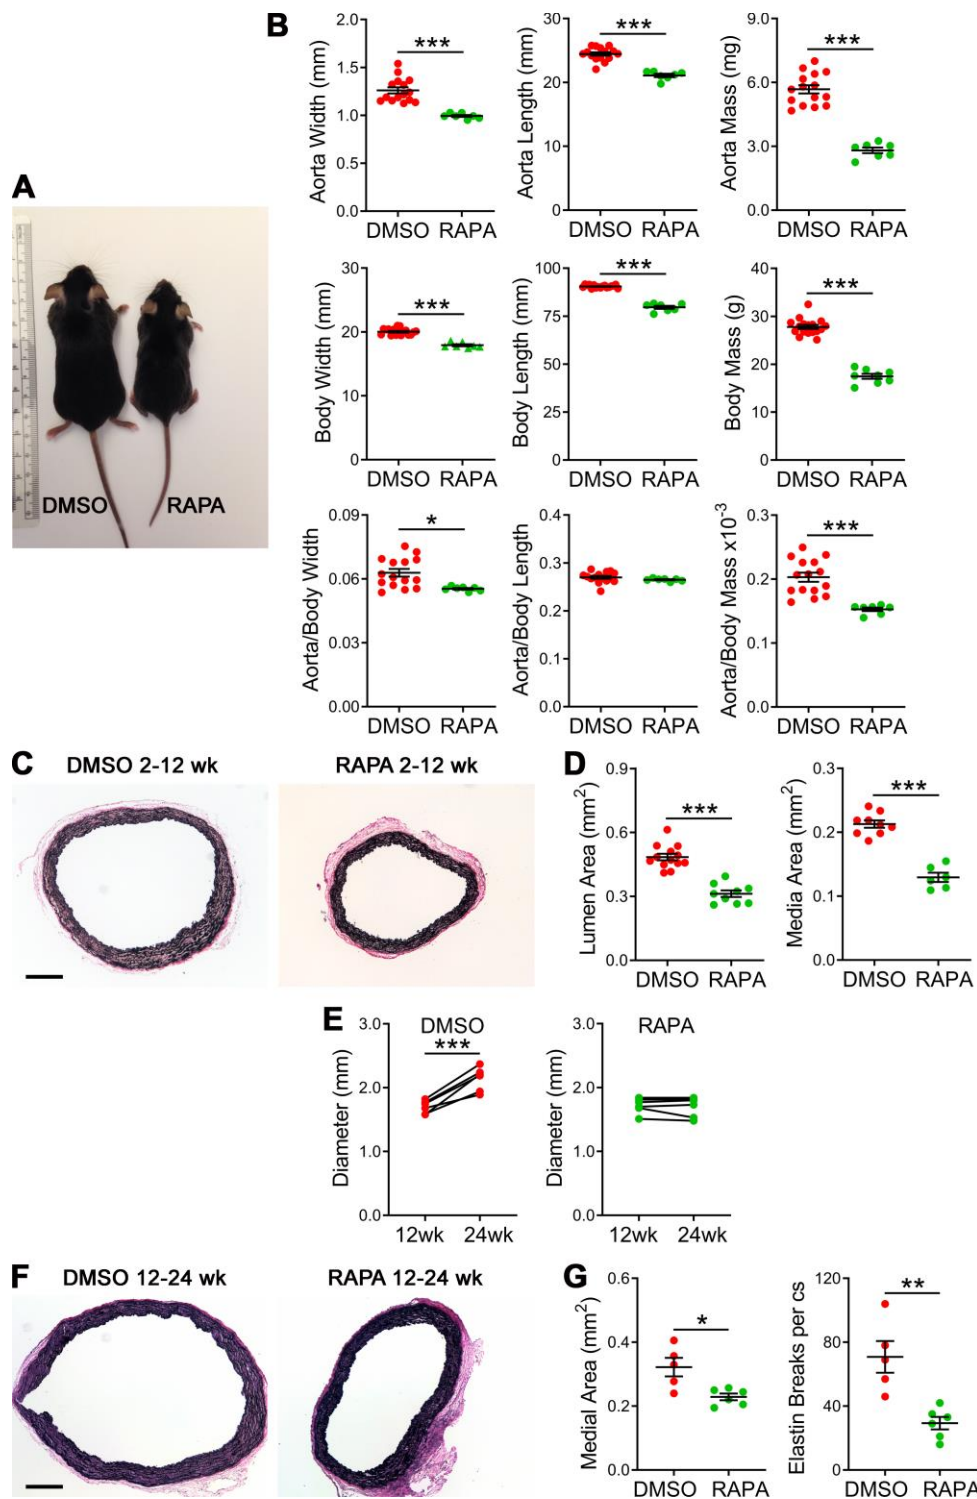 A
DMSO
RAPA
B
Aorta Width (mm)
2.0
1.5
1.0
0.5
0.0
***
DMSO RAPA
Aorta Length (mm)
30
20
10
0
***
DMSO RAPA
Aorta Mass (mg)
9.0
6.0
3.0
0.0
***
DMSO RAPA
Body Width (mm)
30
20
10
0
***
DMSO RAPA
Body Length (mm)
100
75
50
25
0
***
DMSO RAPA
Body Mass (g)
40
30
20
10
0
***
DMSO RAPA
Aorta/Body Width
0.09
0.06
0.03
0.00
*
DMSO RAPA
Aorta/Body Length
0.4
0.3
0.2
0.1
0.0
DMSO RAPA
Aorta/Body Mass x10⁻³
0.3
0.2
0.1
0.0
***
DMSO RAPA
C
DMSO 2-12 wk
RAPA 2-12 wk
D
Lumen Area (mm²)
0.9
0.6
0.3
0.0
***
DMSO RAPA
Media Area (mm²)
0.3
0.2
0.1
0.0
***
DMSO RAPA
E
DMSO
Diameter (mm)
3.0
2.0
1.0
0.0
***
12wk 24wk
RAPA
Diameter (mm)
3.0
2.0
1.0
0.0
12wk 24wk
F
DMSO 12-24 wk
RAPA 12-24 wk
G
Medial Area (mm²)
0.6
0.4
0.2
0.0
*
DMSO RAPA
Elastin Breaks per cs
120
80
40
0
**
DMSO RAPA